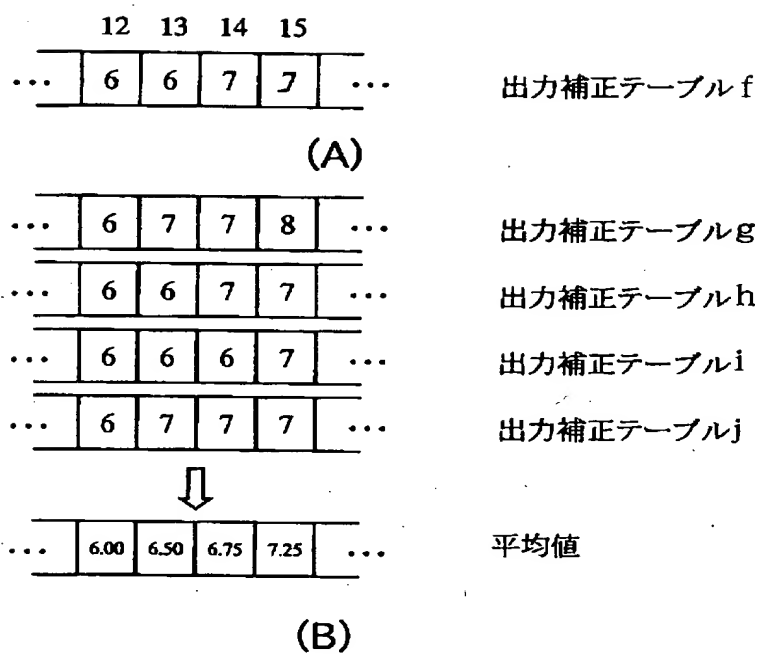 12 13 14 15
... 6 6 7 7 ... 出力補正テーブルf
(A)
... 6 7 7 8 ... 出力補正テーブルg
... 6 6 7 7 ... 出力補正テーブルh
... 6 6 6 7 ... 出力補正テーブルi
... 6 7 7 7 ... 出力補正テーブルj
... 6.00 6.50 6.75 7.25 ... 平均値
(B)